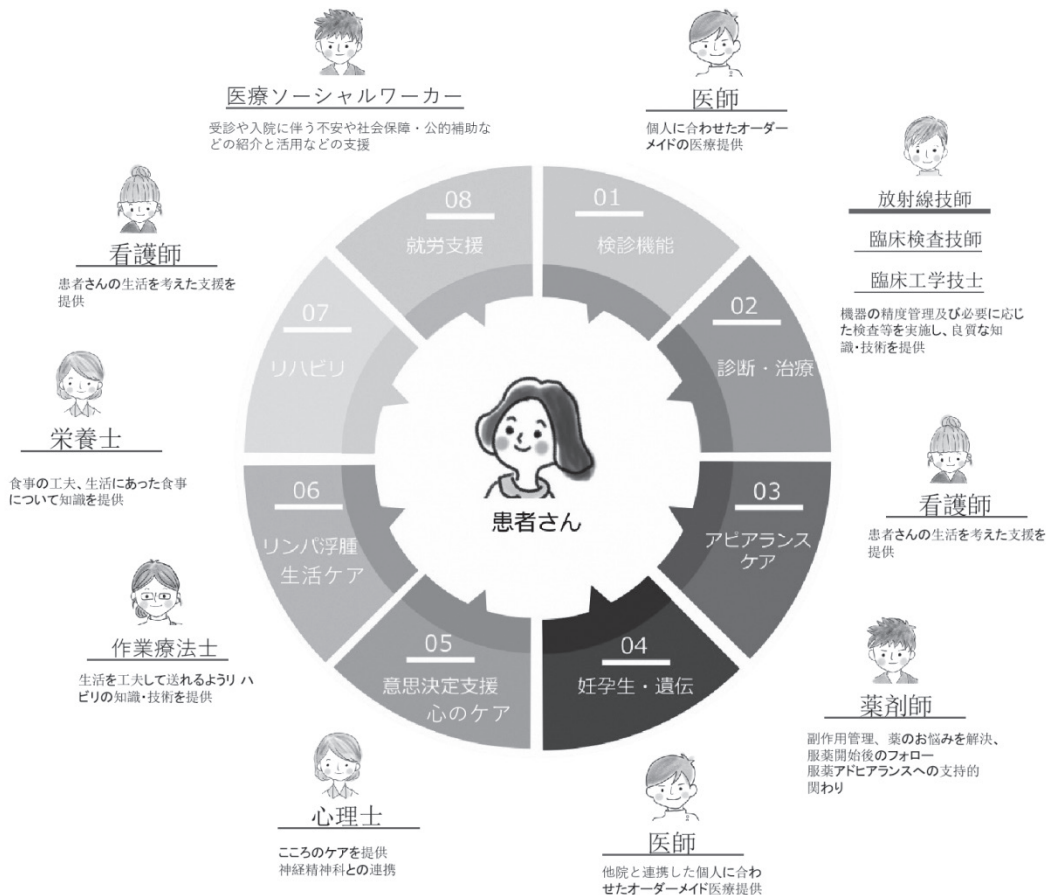 医療ソーシャルワーカー
受診や入院に伴う不安や社会保障・公的補助な
どの紹介と活用などの支援
医師
個人に合わせたオーダー
メイドの医療提供
放射線技師
臨床検査技師
臨床工学技士
機器の精度管理及び必要に応じ
た検査等を実施し、良質な知
識・技術を提供
看護師
患者さんの生活を考えた支援を
提供
08
就労支援
01
検診機能
07
リハビリ
02
診断・治療
栄養士
食事の工夫、生活にあった食事
について知識を提供
患者さん
看護師
患者さんの生活を考えた支援を
提供
06
リンパ浮腫
生活ケア
03
アピアランス
ケア
作業療法士
生活を工夫して送れるようリ ハ
ビリの知識・技術を提供
05
意思決定支援
心のケア
04
妊孕生・遺伝
薬剤師
副作用管理、薬のお悩みを解決、
服薬開始後のフォロー
服薬アドヒアランスへの支持的
関わり
心理士
こころのケアを提供
神経精神科との連携
医師
他院と連携した個人に合わ
せたオーダーメイド医療提供